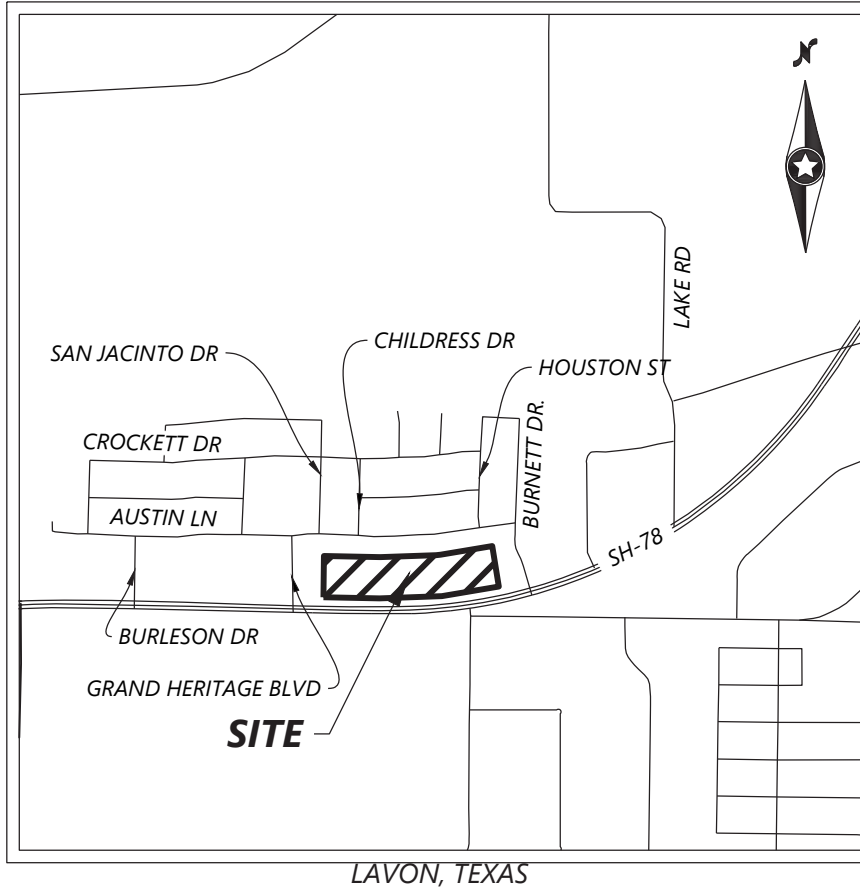 N
LAKE RD
CHILDRESS DR
SAN JACINTO DR
HOUSTON ST
BURNETT DR.
CROCKETT DR
AUSTIN LN
SH-78
BURLESON DR
GRAND HERITAGE BLVD
SITE
LAVON, TEXAS